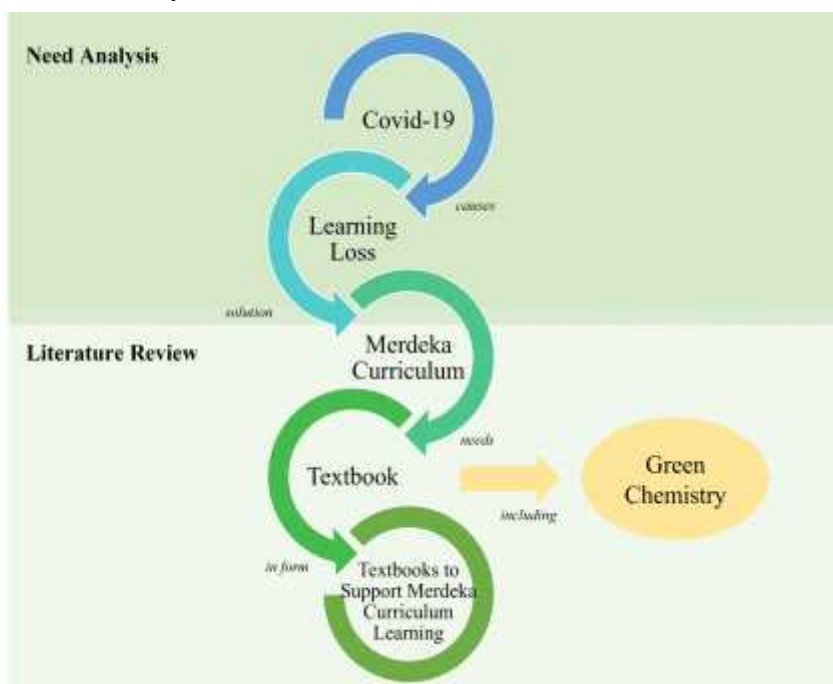 Need Analysis
Covid-19
causes
Learning
Loss
solution
Literature Review
Merdeka
Curriculum
needs
Textbook
including
Green
Chemistry
in form
Textbooks to
Support Merdeka
Curriculum
Learning